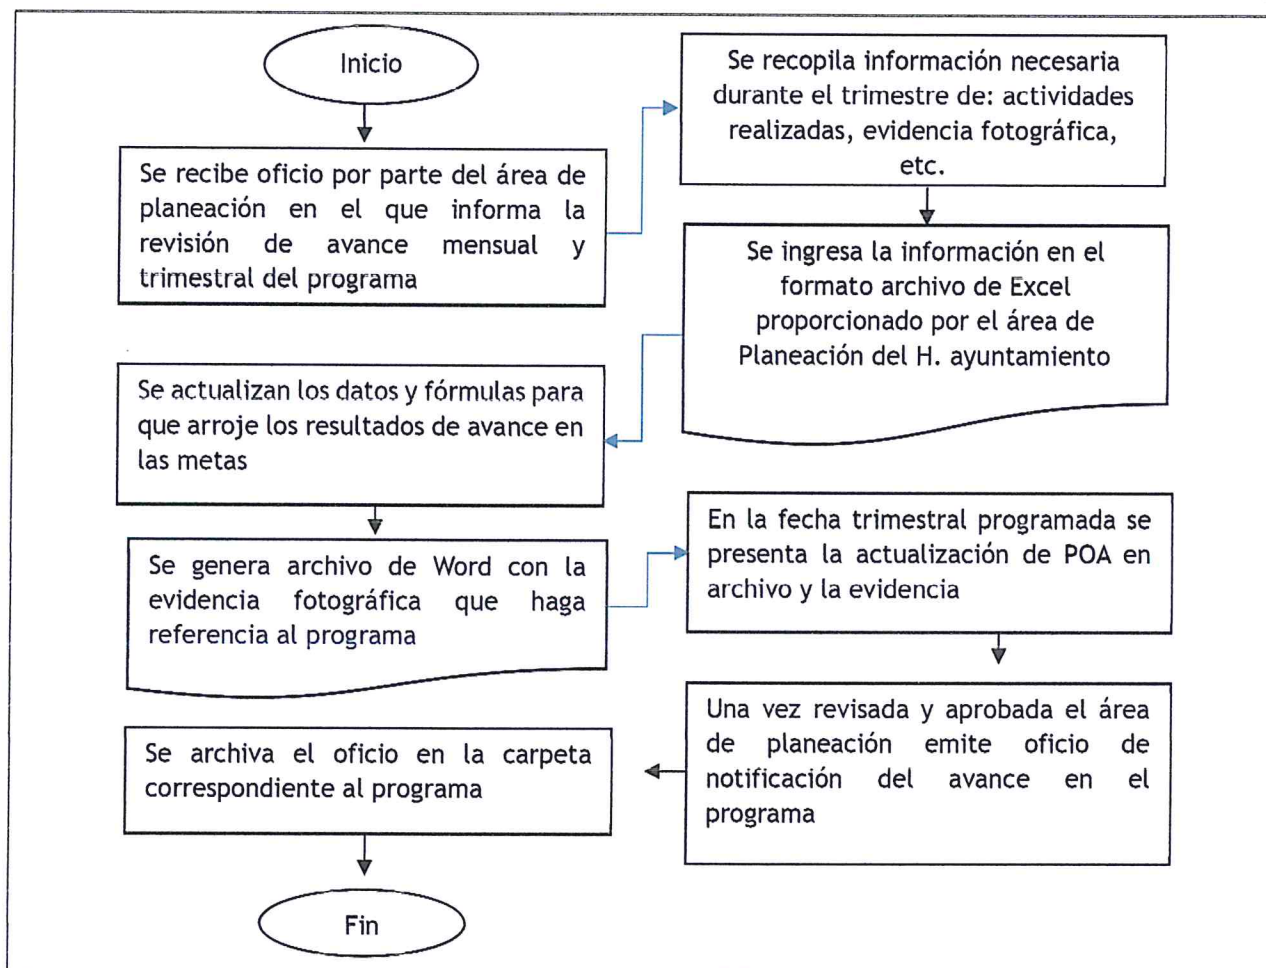 Inicio
Se recibe oficio por parte del área de
planeación en el que informa la
revisión de avance mensual y
trimestral del programa
Se recopila información necesaria
durante el trimestre de: actividades
realizadas, evidencia fotográfica,
etc.
Se ingresa la información en el
formato archivo de Excel
proporcionado por el área de
Planeación del H. ayuntamiento
Se actualizan los datos y fórmulas para
que arroje los resultados de avance en
las metas
Se genera archivo de Word con la
evidencia fotográfica que haga
referencia al programa
En la fecha trimestral programada se
presenta la actualización de POA en
archivo y la evidencia
Una vez revisada y aprobada el área
de planeación emite oficio de
notificación del avance en el
programa
Se archiva el oficio en la carpeta
correspondiente al programa
Fin